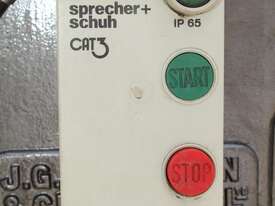 sprecher+
schuh
IP 65
CAT3
START
STOP
J.G.